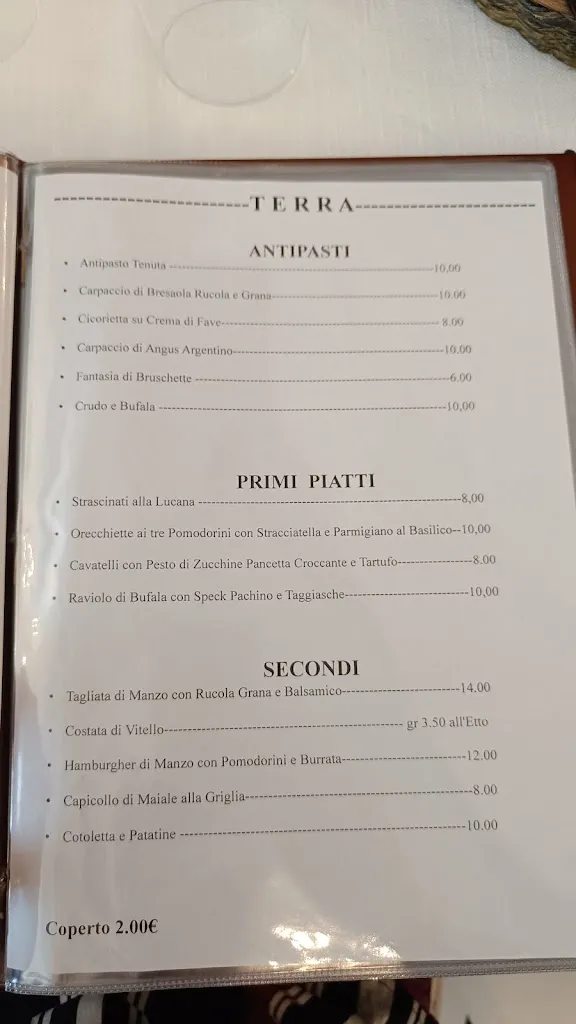 -----------------------T E R R A----------------------
ANTIPASTI
• Antipasto Tenuta ------------------------------------------10,00
• Carpaccio di Bresaola Rucola e Grana--------------------------10.00
• Cicorietta su Crema di Fave----------------------------------- 8.00
• Carpaccio di Angus Argentino----------------------------------10.00
• Fantasia di Bruschette ----------------------------------------6.00
• Crudo e Bufala ---------------------------------------------10,00
PRIMI PIATTI
• Strascinati alla Lucana ------------------------------------------8,00
• Orecchiette ai tre Pomodorini con Stracciatella e Parmigiano al Basilico--10,00
• Cavatelli con Pesto di Zucchine Pancetta Croccante e Tartufo------------8.00
• Raviolo di Bufala con Speck Pachino e Taggiasche--------------------10,00
SECONDI
• Tagliata di Manzo con Rucola Grana e Balsamico-------------------14.00
• Costata di Vitello-------------------------------------- gr 3.50 all'Etto
• Hamburgher di Manzo con Pomodorini e Burrata--------------------12.00
• Capicollo di Maiale alla Griglia------------------------------------8.00
• Cotoletta e Patatine ---------------------------------------------10.00
Coperto 2.00€